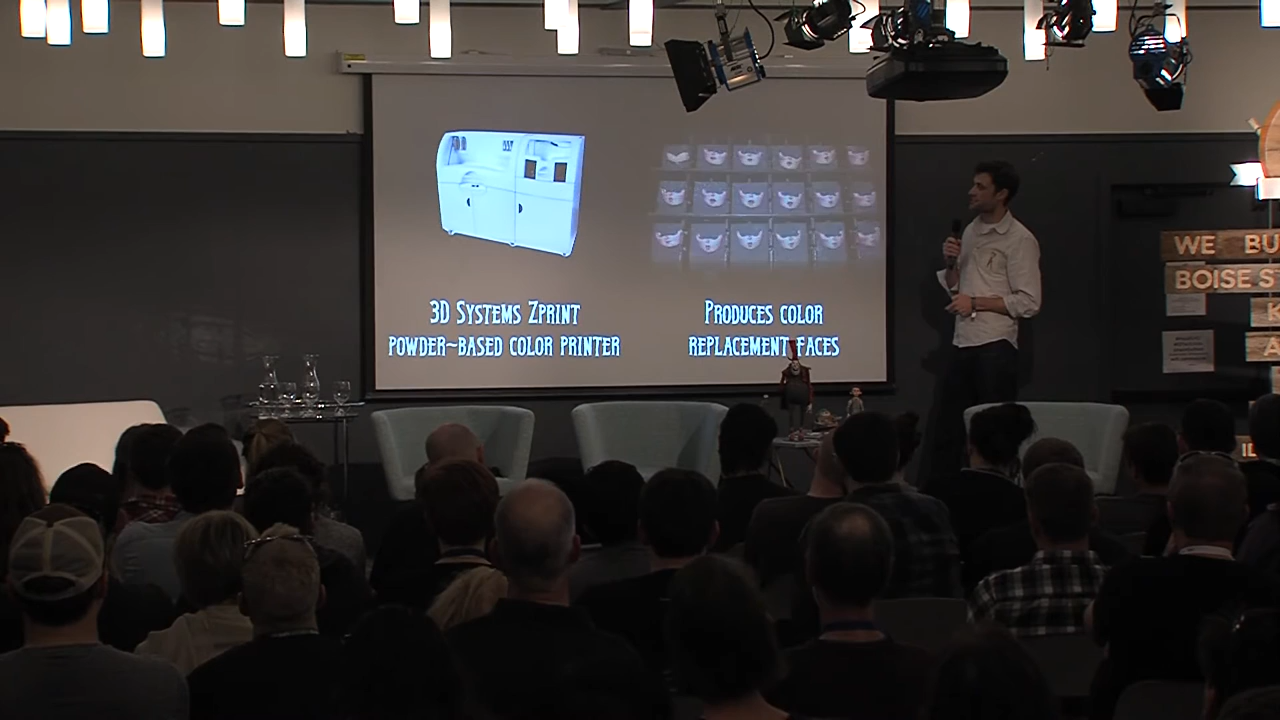 3D Systems Zprint
powder-based color printer
Produces color
replacement faces
WE BU
BOISE S
K
A